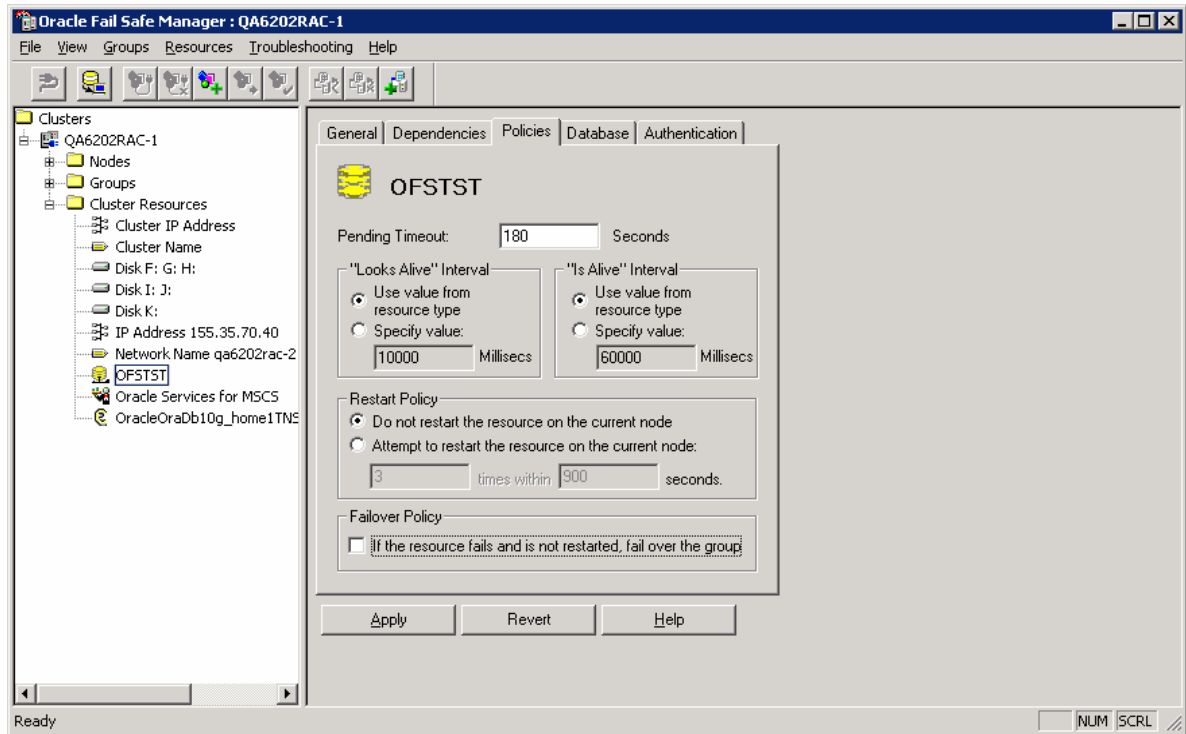 Oracle Fail Safe Manager : QA6202RAC-1
File View Groups Resources Troubleshooting Help
Clusters
QA6202RAC-1
Nodes
Groups
Cluster Resources
Cluster IP Address
Cluster Name
Disk F: G: H:
Disk I: J:
Disk K:
IP Address 155.35.70.40
Network Name qa6202rac-2
OFSTST
Oracle Services for MSCS
OracleOraDb10g_home1TNS
General Dependencies Policies Database Authentication
OFSTST
Pending Timeout: 180 Seconds
"Looks Alive" Interval
Use value from
resource type
Specify value:
10000 Millisecs
"Is Alive" Interval
Use value from
resource type
Specify value:
60000 Millisecs
Restart Policy
Do not restart the resource on the current node
Attempt to restart the resource on the current node:
3 times within 900 seconds.
Failover Policy
If the resource fails and is not restarted, fail over the group
Apply Revert Help
Ready NUM SCRL